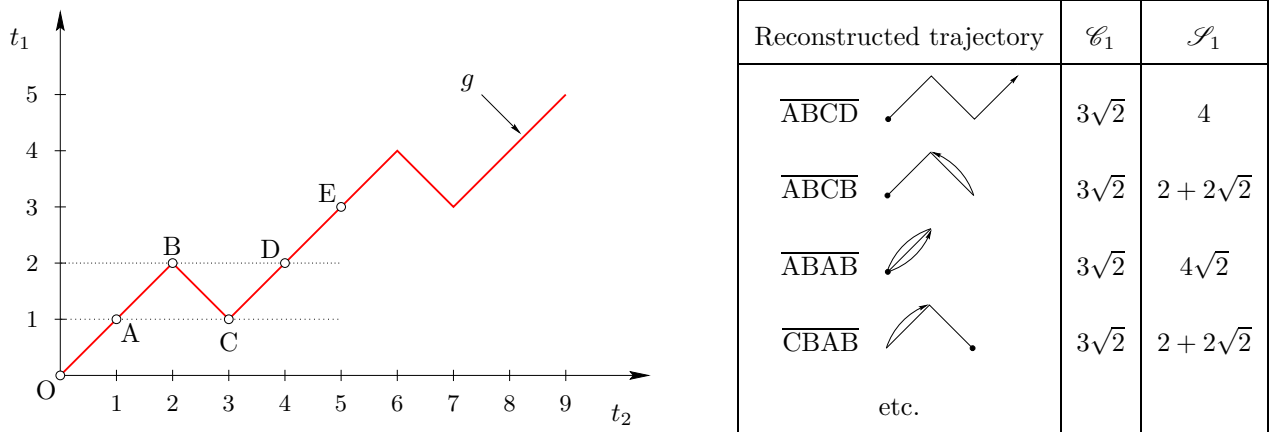 t₁
g
5
4
3
2
1
O
A
B
C
D
E
1 2 3 4 5 6 7 8 9
t₂
Reconstructed trajectory 𝒞₁ 𝒮₁
ABCD 3√2 4
ABCB 3√2 2 + 2√2
ABAB 3√2 4√2
CBAB 3√2 2 + 2√2
etc.